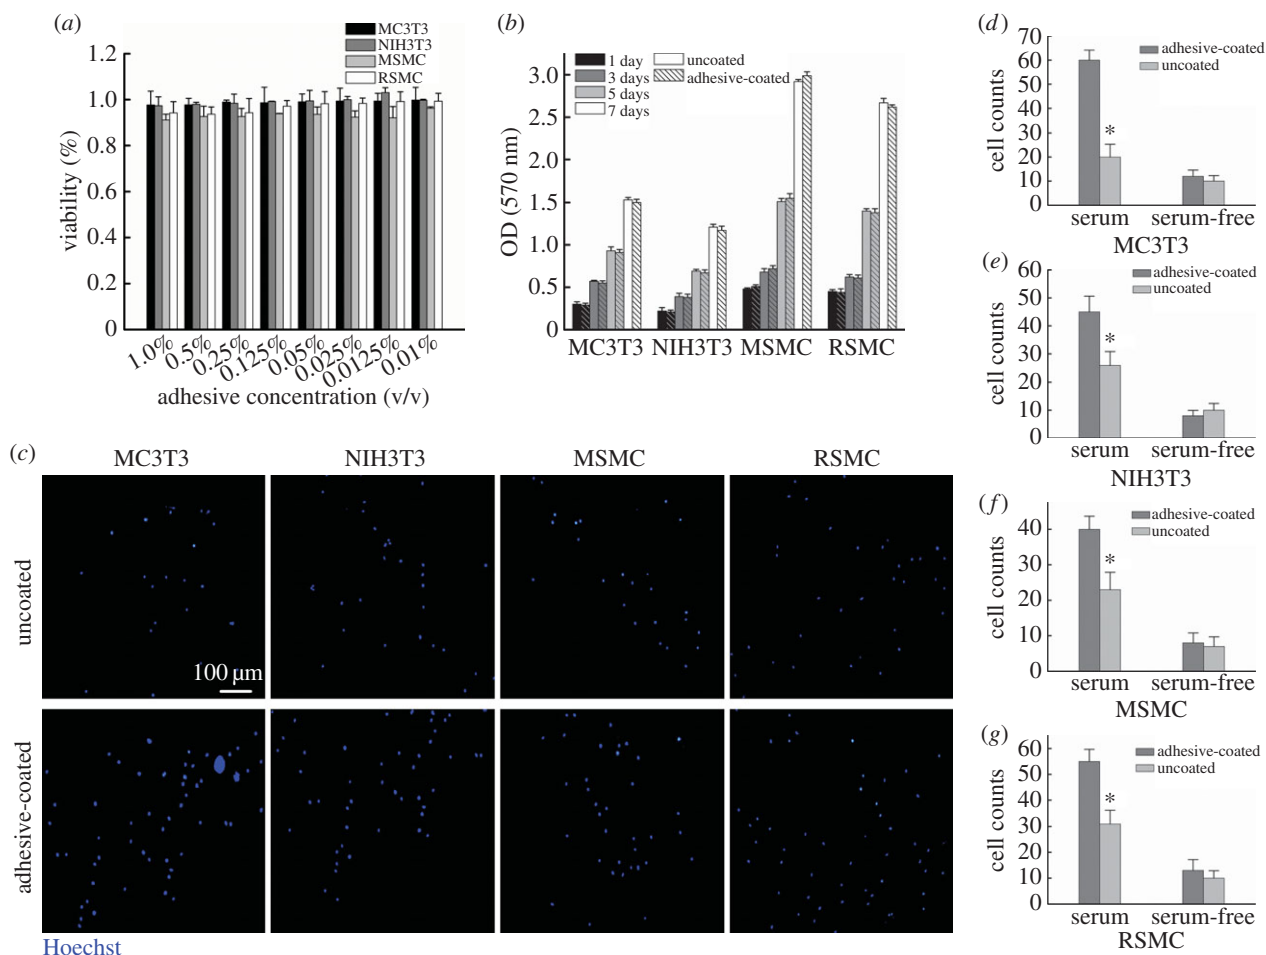 (a)
MC3T3
NIH3T3
MSMC
RSMC
1.2
1.0
0.8
0.6
0.4
0.2
0
viability (%)
1.0%
0.5%
0.25%
0.125%
0.05%
0.025%
0.0125%
0.01%
adhesive concentration (v/v)
(b)
1 day
3 days
5 days
7 days
uncoated
adhesive-coated
3.0
2.5
2.0
1.5
1.0
0.5
0
OD (570 nm)
MC3T3 NIH3T3 MSMC RSMC
(c)
MC3T3 NIH3T3 MSMC RSMC
uncoated
100 µm
adhesive-coated
Hoechst
(d)
adhesive-coated
uncoated
70
60
50
40
30
20
10
0
cell counts
*
serum serum-free
MC3T3
(e)
adhesive-coated
uncoated
60
50
40
30
20
10
0
cell counts
*
serum serum-free
NIH3T3
(f)
adhesive-coated
uncoated
40
30
20
10
0
cell counts
*
serum serum-free
MSMC
(g)
adhesive-coated
uncoated
60
50
40
30
20
10
0
cell counts
*
serum serum-free
RSMC